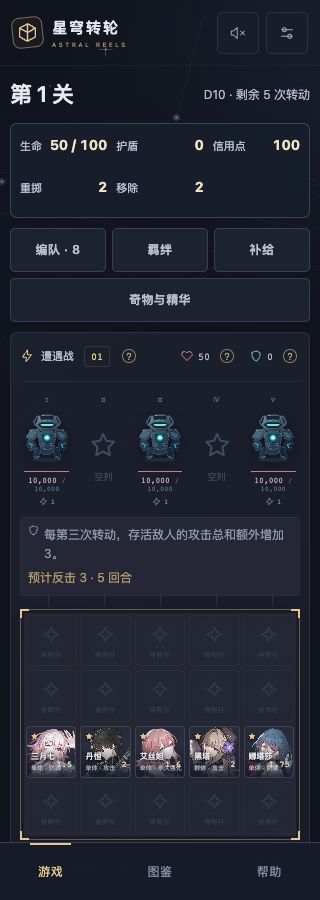 星穹转轮
ASTRAL REELS
第1关
D10 · 剩余 5 次转动
生命 50 / 100 护盾 0 信用点 100
重掷 2 移除 2
编队 · 8
羁绊
补给
奇物与精华
遭遇战 01 ? 50 ? 0 ?
I II III IV V
10,000 / 10,000
1
空列
10,000 / 10,000
1
空列
10,000 / 10,000
1
每第三次转动，存活敌人的攻击总和额外增加
3。
预计反击 3 · 5 回合
三月七 丹恒 艾丝妲 黑塔 娜塔莎
游戏 图鉴 帮助